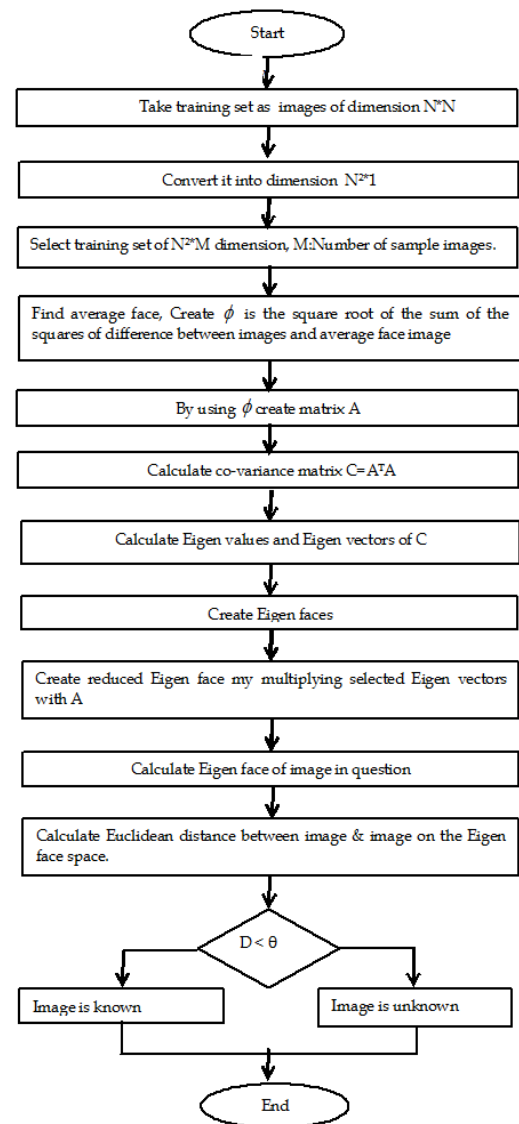 Start
Take training set as images of dimension N*N
Convert it into dimension N²*1
Select training set of N²*M dimension, M:Number of sample images.
Find average face, Create ϕ is the square root of the sum of the
squares of difference between images and average face image
By using ϕ create matrix A
Calculate co-variance matrix C=AᵀA
Calculate Eigen values and Eigen vectors of C
Create Eigen faces
Create reduced Eigen face my multiplying selected Eigen vectors
with A
Calculate Eigen face of image in question
Calculate Euclidean distance between image & image on the Eigen
face space.
D < θ
Image is known
Image is unknown
End